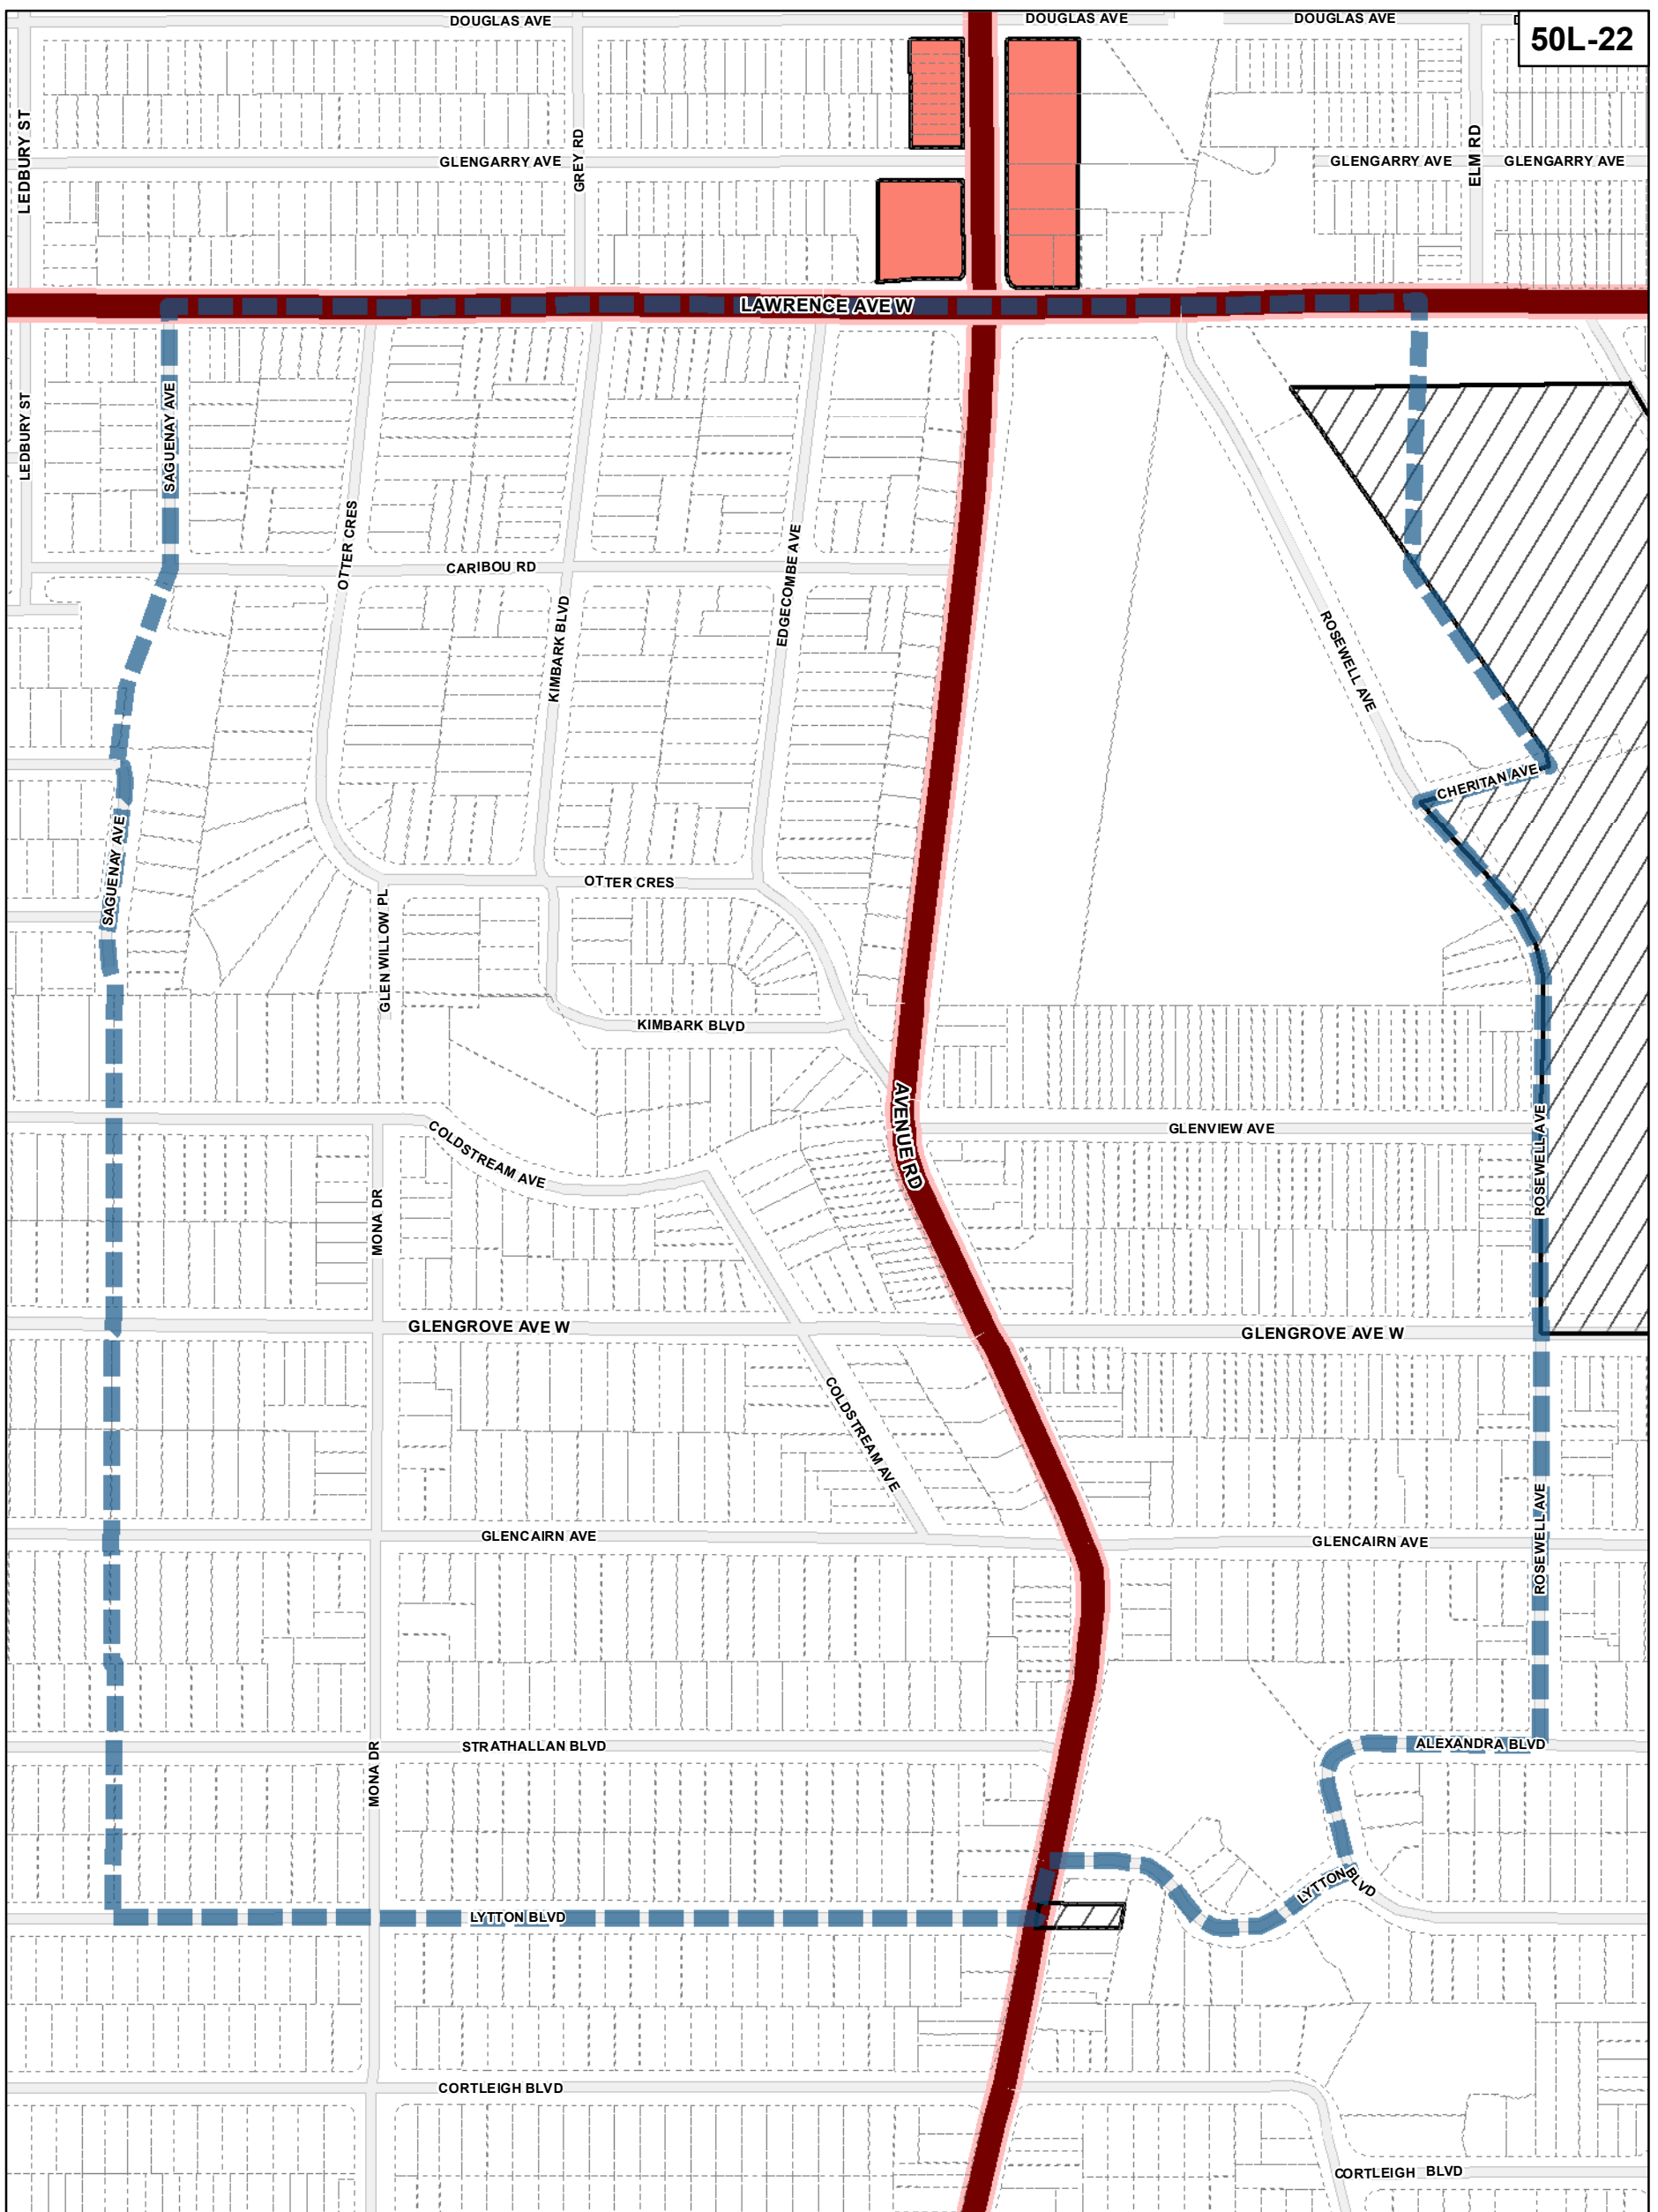 DOUGLAS AVE
DOUGLAS AVE
DOUGLAS AVE
50L-22
LEDBURY ST
GLENGARRY AVE
GREY RD
GLENGARRY AVE
ELM RD
GLENGARRY AVE
LAWRENCE AVE W
LEDBURY ST
SAGUENAY AVE
OTTER CRES
CARIBOU RD
KIMBARK BLVD
EDGECOMBE AVE
ROSEWELL AVE
CHERITAN AVE
SAGUENAY AVE
OTTER CRES
GLEN WILLOW PL
KIMBARK BLVD
AVENUE RD
GLENVIEW AVE
ROSEWELL AVE
COLDSTREAM AVE
MONA DR
GLENGROVE AVE W
GLENGROVE AVE W
COLDSTREAM AVE
GLENCAIRN AVE
GLENCAIRN AVE
ROSEWELL AVE
STRATHALLAN BLVD
MONA DR
ALEXANDRA BLVD
LYTTON BLVD
LYTTON BLVD
CORTLEIGH BLVD
CORTLEIGH BLVD